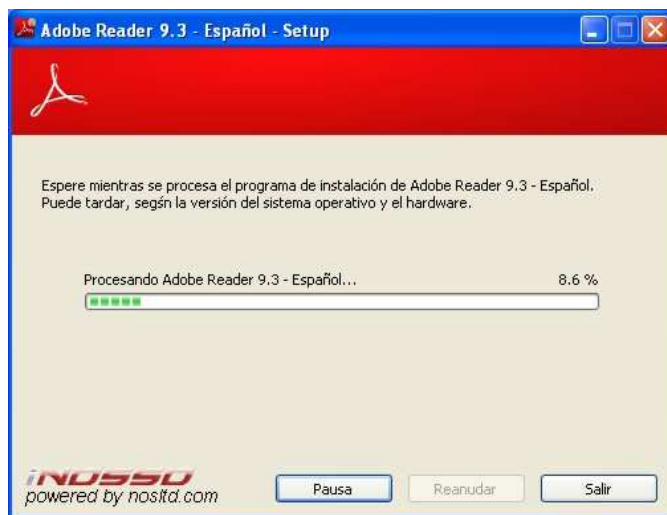 Adobe Reader 9.3 - Español - Setup
Espere mientras se procesa el programa de instalación de Adobe Reader 9.3 - Español.
Puede tardar, segśn la versión del sistema operativo y el hardware.
Procesando Adobe Reader 9.3 - Español... 8.6 %
iNOSSO
powered by nosltd.com
Pausa Reanudar Salir